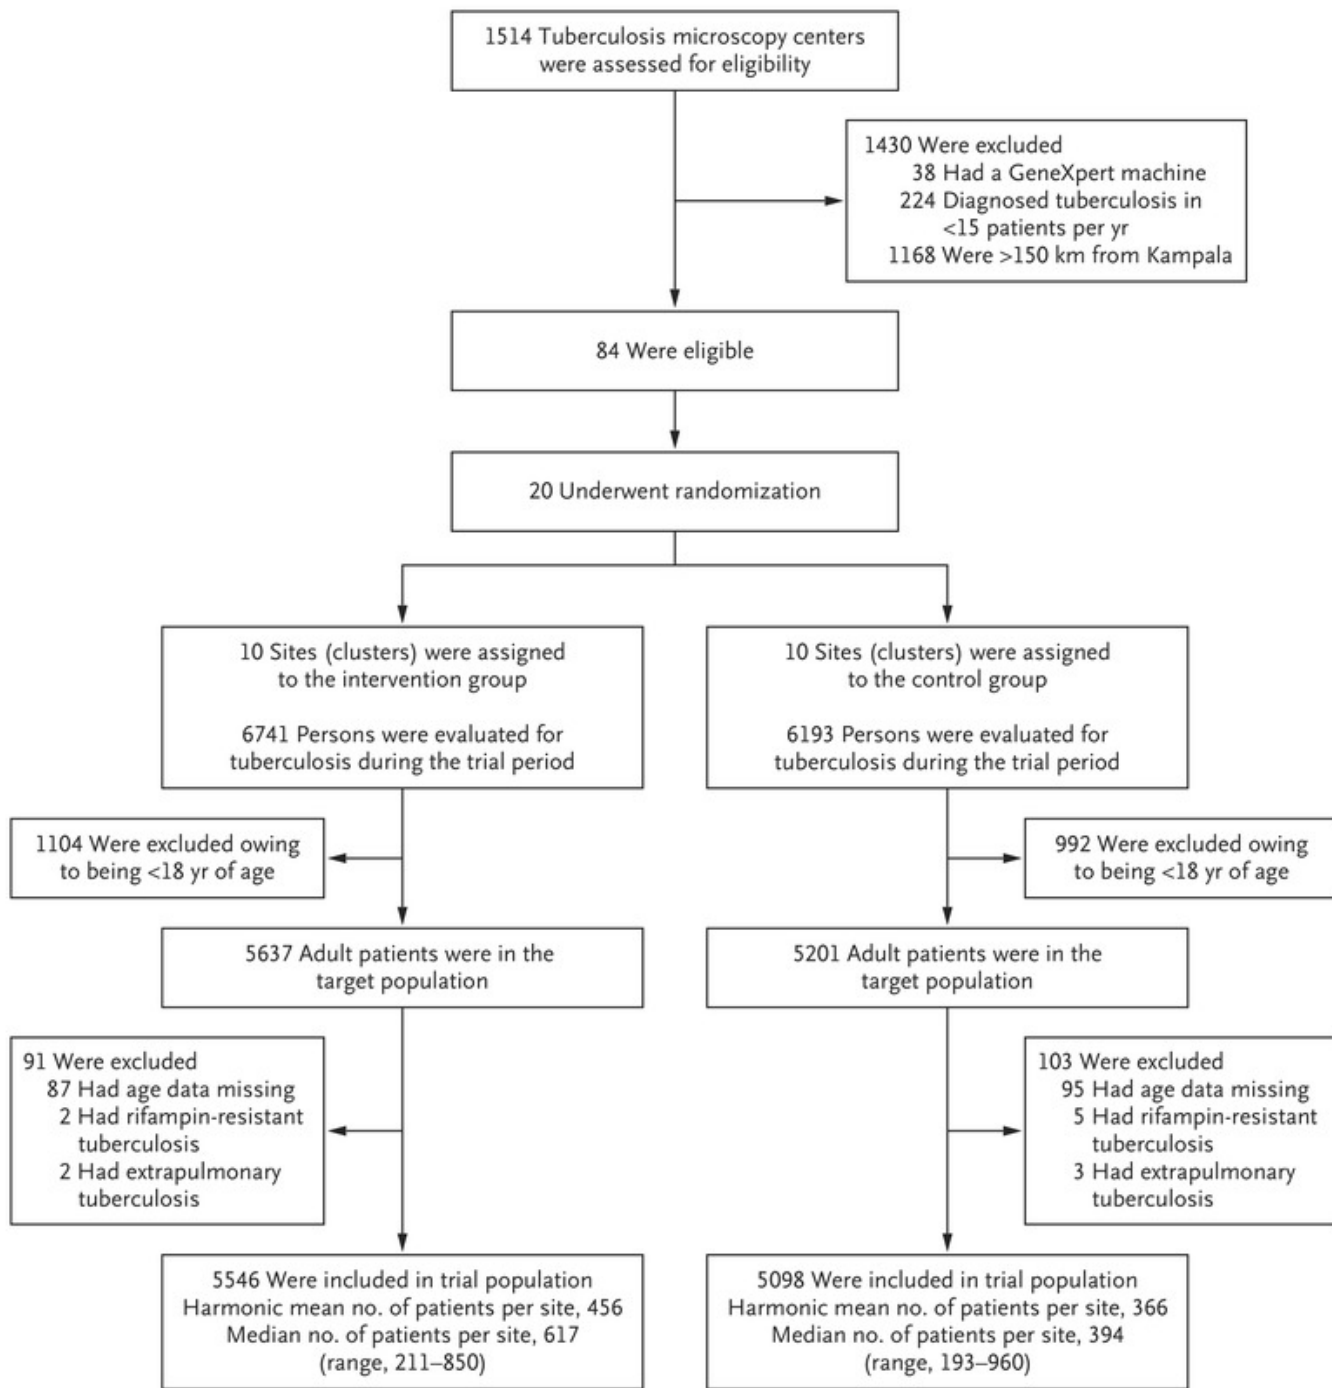 1514 Tuberculosis microscopy centers
were assessed for eligibility
1430 Were excluded
38 Had a GeneXpert machine
224 Diagnosed tuberculosis in
<15 patients per yr
1168 Were >150 km from Kampala
84 Were eligible
20 Underwent randomization
10 Sites (clusters) were assigned
to the intervention group
6741 Persons were evaluated for
tuberculosis during the trial period
10 Sites (clusters) were assigned
to the control group
6193 Persons were evaluated for
tuberculosis during the trial period
1104 Were excluded owing
to being <18 yr of age
992 Were excluded owing
to being <18 yr of age
5637 Adult patients were in the
target population
5201 Adult patients were in the
target population
91 Were excluded
87 Had age data missing
2 Had rifampin-resistant
tuberculosis
2 Had extrapulmonary
tuberculosis
103 Were excluded
95 Had age data missing
5 Had rifampin-resistant
tuberculosis
3 Had extrapulmonary
tuberculosis
5546 Were included in trial population
Harmonic mean no. of patients per site, 456
Median no. of patients per site, 617
(range, 211–850)
5098 Were included in trial population
Harmonic mean no. of patients per site, 366
Median no. of patients per site, 394
(range, 193–960)